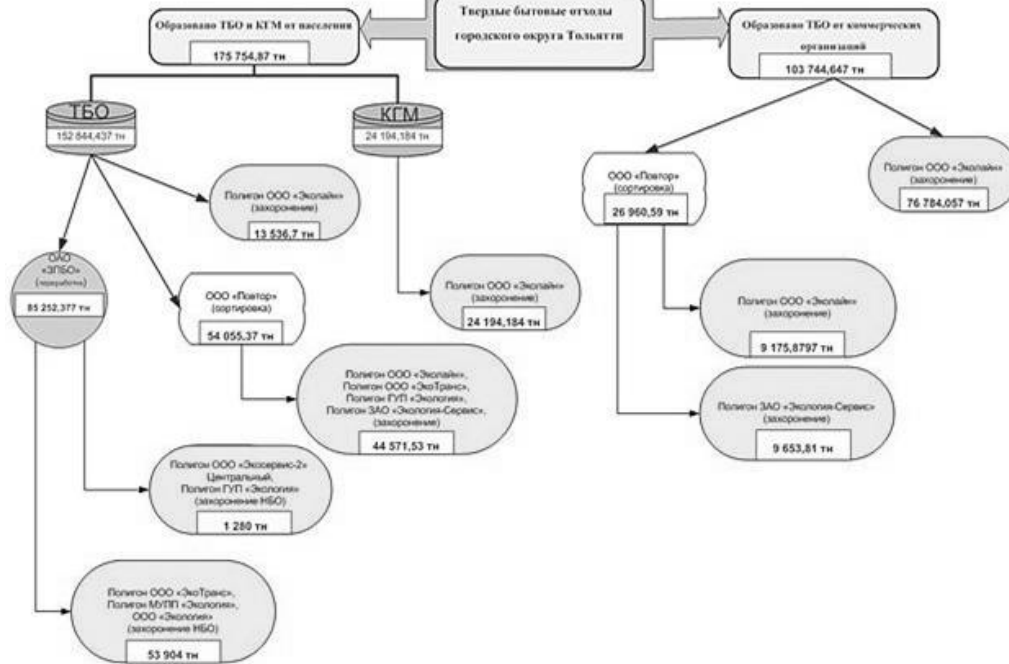 Твердые бытовые отходы
городского округа Тольятти
Образовано ТБО и КГМ от населения
175 754,87 тн
Образовано ТБО от коммерческих
организаций
103 744,647 тн
ТБО
152 844,437 тн
КГМ
24 194,184 тн
Полигон ООО «Эколайн»
(захоронение)
13 536,7 тн
ООО «Повтор»
(сортировка)
26 960,59 тн
Полигон ООО «Эколайн»
(захоронение)
76 784,057 тн
ОАО
«ЗПБО»
(переработка)
85 252,377 тн
ООО «Повтор»
(сортировка)
54 055,37 тн
Полигон ООО «Эколайн»
(захоронение)
24 194,184 тн
Полигон ООО «Эколайн»
(захоронение)
9 175,8797 тн
Полигон ООО «Эколайн»,
Полигон ООО «ЭкоТранс»,
Полигон ГУП «Экология»,
Полигон ЗАО «Экология-Сервис»,
(захоронение)
44 571,53 тн
Полигон ЗАО «Экология-Сервис»
(захоронение)
9 653,81 тн
Полигон ООО «Экосервис-2»
Центральный,
Полигон ГУП «Экология»
(захоронение НБО)
1 280 тн
Полигон ООО «ЭкоТранс»,
Полигон МУПП «Экология»,
ООО «Экология»
(захоронение НБО)
53 904 тн